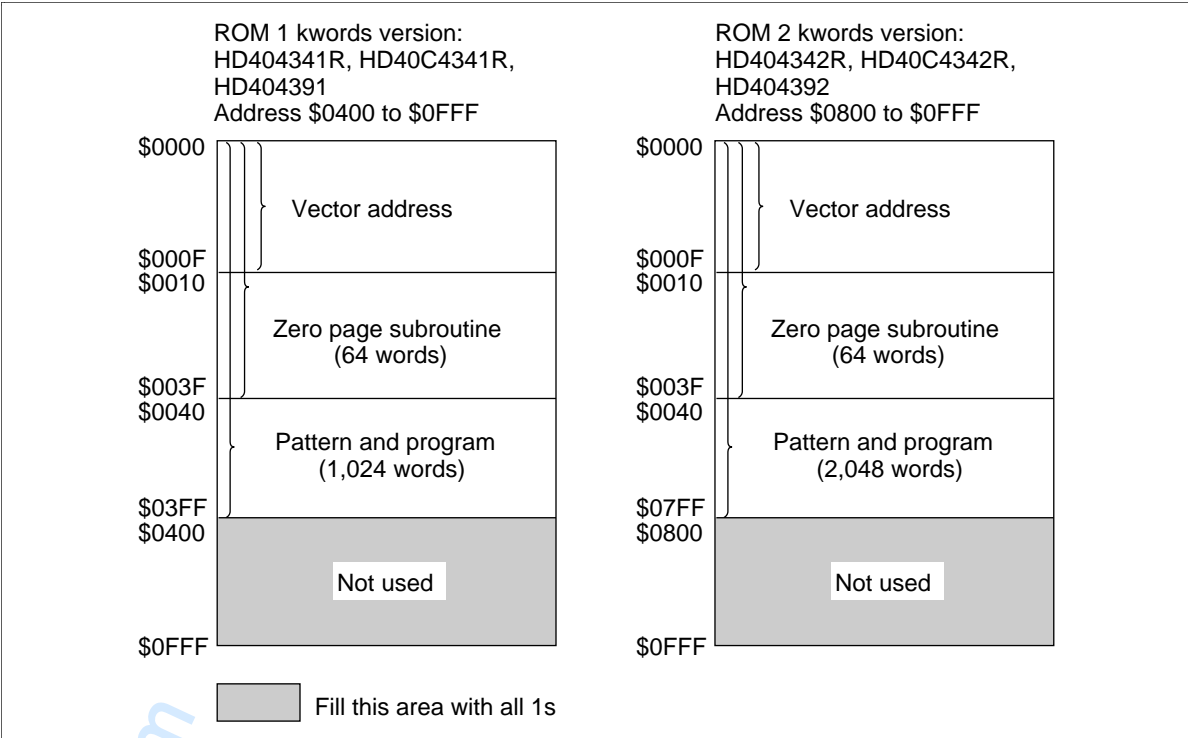 ROM 1 kwords version:
HD404341R, HD40C4341R,
HD404391
Address $0400 to $0FFF
$0000
Vector address
$000F
$0010
Zero page subroutine
(64 words)
$003F
$0040
Pattern and program
(1,024 words)
$03FF
$0400
Not used
$0FFF
ROM 2 kwords version:
HD404342R, HD40C4342R,
HD404392
Address $0800 to $0FFF
$0000
Vector address
$000F
$0010
Zero page subroutine
(64 words)
$003F
$0040
Pattern and program
(2,048 words)
$07FF
$0800
Not used
$0FFF
Fill this area with all 1s